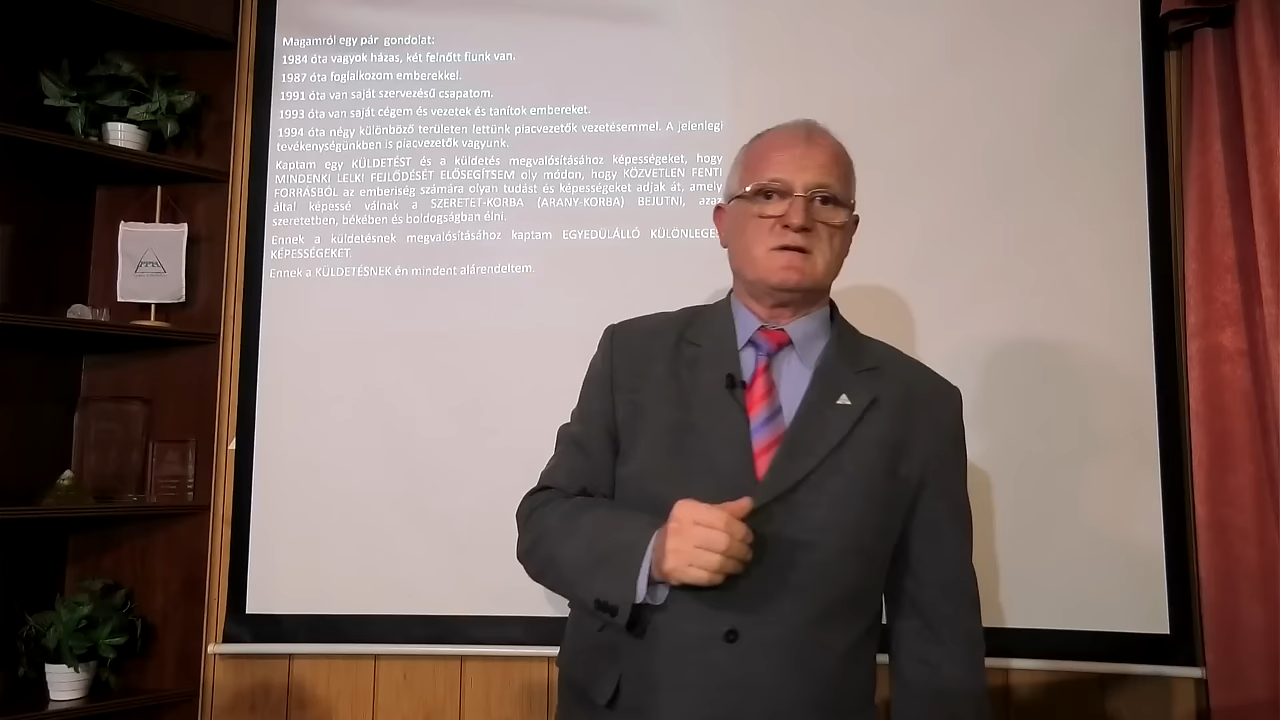 Magamról egy pár gondolat:
1984 óta vagyok házas, két felnőtt fiunk van.
1987 óta foglalkozom emberekkel.
1991 óta van saját szervezésű csapatom.
1993 óta van saját cégem és vezetek és tanítok embereket.
1994 óta négy különböző területen lettünk piacvezetők vezetésemmel. A jelenlegi
tevékenységünkben is piacvezetők vagyunk.
Kaptam egy KÜLDETÉST és a küldetés megvalósításához képességeket, hogy
MINDENKI LELKI FEJLŐDÉSÉT ELŐSEGÍTSEM oly módon, hogy KÖZVETLEN FENTI
FORRÁSBÓL az emberiség számára olyan tudást és képességeket adjak át, amely
által képessé válnak a SZERETET-KORBA (ARANY-KORBA) BEJUTNI, azaz
szeretetben, békében és boldogságban élni.
Ennek a küldetésnek megvalósításához kaptam EGYEDÜLÁLLÓ KÜLÖNLEGES
KÉPESSÉGEKET.
Ennek a KÜLDETÉSNEK én mindent alárendeltem.